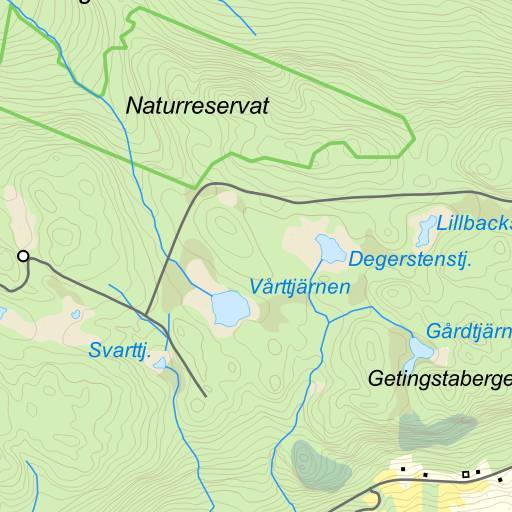 Naturreservat
Lillbacks
Degerstenstj.
Vårttjärnen
Gårdtjärn
Svarttj.
Getingstaberge